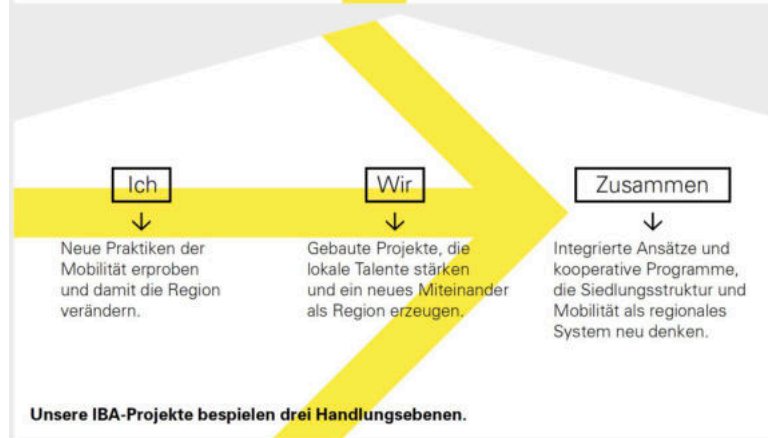 Ich
Neue Praktiken der
Mobilität erproben
und damit die Region
verändern.
Wir
Gebaute Projekte, die
lokale Talente stärken
und ein neues Miteinander
als Region erzeugen.
Zusammen
Integrierte Ansätze und
kooperative Programme,
die Siedlungsstruktur und
Mobilität als regionales
System neu denken.
Unsere IBA-Projekte bespielen drei Handlungsebenen.